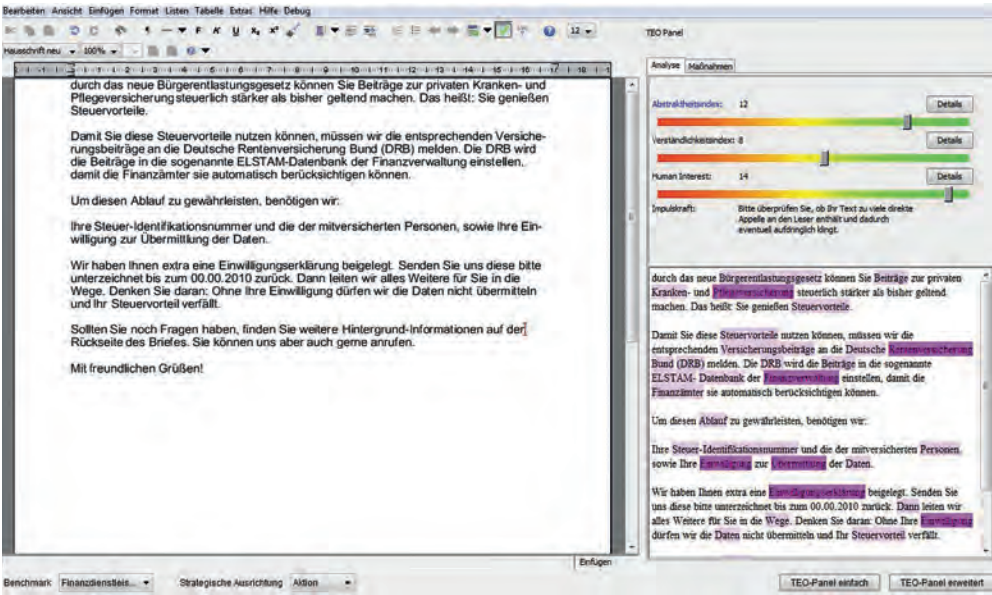 Bearbeiten Ansicht Einfügen Format Listen Tabelle Extras Hilfe Debug
F K U x₂ x² 12
Hausschrift neu 100%
durch das neue Bürgerentlastungsgesetz können Sie Beiträge zur privaten Kranken- und
Pflegeversicherung steuerlich stärker als bisher geltend machen. Das heißt: Sie genießen
Steuervorteile.
Damit Sie diese Steuervorteile nutzen können, müssen wir die entsprechenden Versiche-
rungsbeiträge an die Deutsche Rentenversicherung Bund (DRB) melden. Die DRB wird
die Beiträge in die sogenannte ELSTAM-Datenbank der Finanzverwaltung einstellen,
damit die Finanzämter sie automatisch berücksichtigen können.
Um diesen Ablauf zu gewährleisten, benötigen wir:
Ihre Steuer-Identifikationsnummer und die der mitversicherten Personen, sowie Ihre Ein-
willigung zur Übermittlung der Daten.
Wir haben Ihnen extra eine Einwilligungserklärung beigelegt. Senden Sie uns diese bitte
unterzeichnet bis zum 00.00.2010 zurück. Dann leiten wir alles Weitere für Sie in die
Wege. Denken Sie daran: Ohne Ihre Einwilligung dürfen wir die Daten nicht übermitteln
und Ihr Steuervorteil verfällt.
Sollten Sie noch Fragen haben, finden Sie weitere Hintergrund-Informationen auf der
Rückseite des Briefes. Sie können uns aber auch gerne anrufen.
Mit freundlichen Grüßen!
Einfügen
Benchmark Finanzdienstleis... Strategische Ausrichtung Aktion
TEO Panel
Analyse Maßnahmen
Abstraktheitsindex: 12 Details
Verständlichkeitsindex: 8 Details
Human Interest: 14 Details
Impulskraft: Bitte überprüfen Sie, ob Ihr Text zu viele direkte
Appelle an den Leser enthält und dadurch
eventuell aufdringlich klingt.
durch das neue Bürgerentlastungsgesetz können Sie Beiträge zur privaten
Kranken- und Pflegeversicherung steuerlich stärker als bisher geltend
machen. Das heißt: Sie genießen Steuervorteile.
Damit Sie diese Steuervorteile nutzen können, müssen wir die
entsprechenden Versicherungsbeiträge an die Deutsche Rentenversicherung
Bund (DRB) melden. Die DRB wird die Beiträge in die sogenannte
ELSTAM- Datenbank der Finanzverwaltung einstellen, damit die
Finanzämter sie automatisch berücksichtigen können.
Um diesen Ablauf zu gewährleisten, benötigen wir:
Ihre Steuer-Identifikationsnummer und die der mitversicherten Personen,
sowie Ihre Einwilligung zur Übermittlung der Daten.
Wir haben Ihnen extra eine Einwilligungserklärung beigelegt. Senden Sie
uns diese bitte unterzeichnet bis zum 00.00.2010 zurück. Dann leiten wir
alles Weitere für Sie in die Wege. Denken Sie daran: Ohne Ihre Einwilligung
dürfen wir die Daten nicht übermitteln und Ihr Steuervorteil verfällt.
TEO-Panel einfach TEO-Panel erweitert